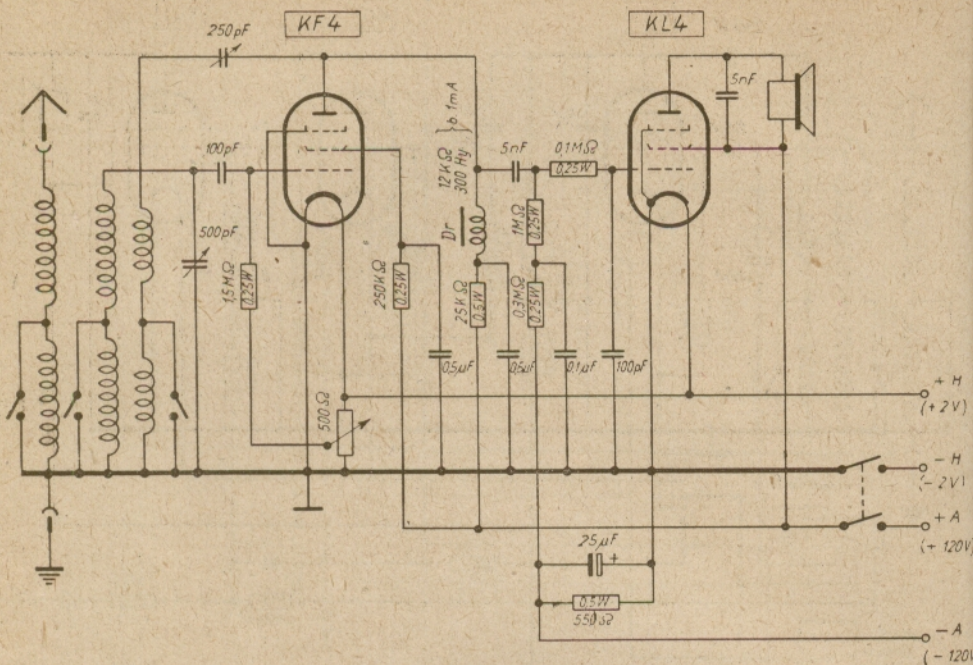 KF4
KL4
250pF
5nF
100pF
12KΩ
300 Hy
b. 1mA
5nF
0,1MΩ
0,25W
500pF
1,5MΩ
0,25W
Dr
1MΩ
0,25W
250KΩ
0,25W
25KΩ
0,5W
0,3MΩ
0,25W
0,5µF
0,5µF
0,1µF
100pF
500Ω
+ H
(+2V)
- H
(-2V)
+ A
(+ 120V)
25µF
+
0,5W
550Ω
- A
(- 120V